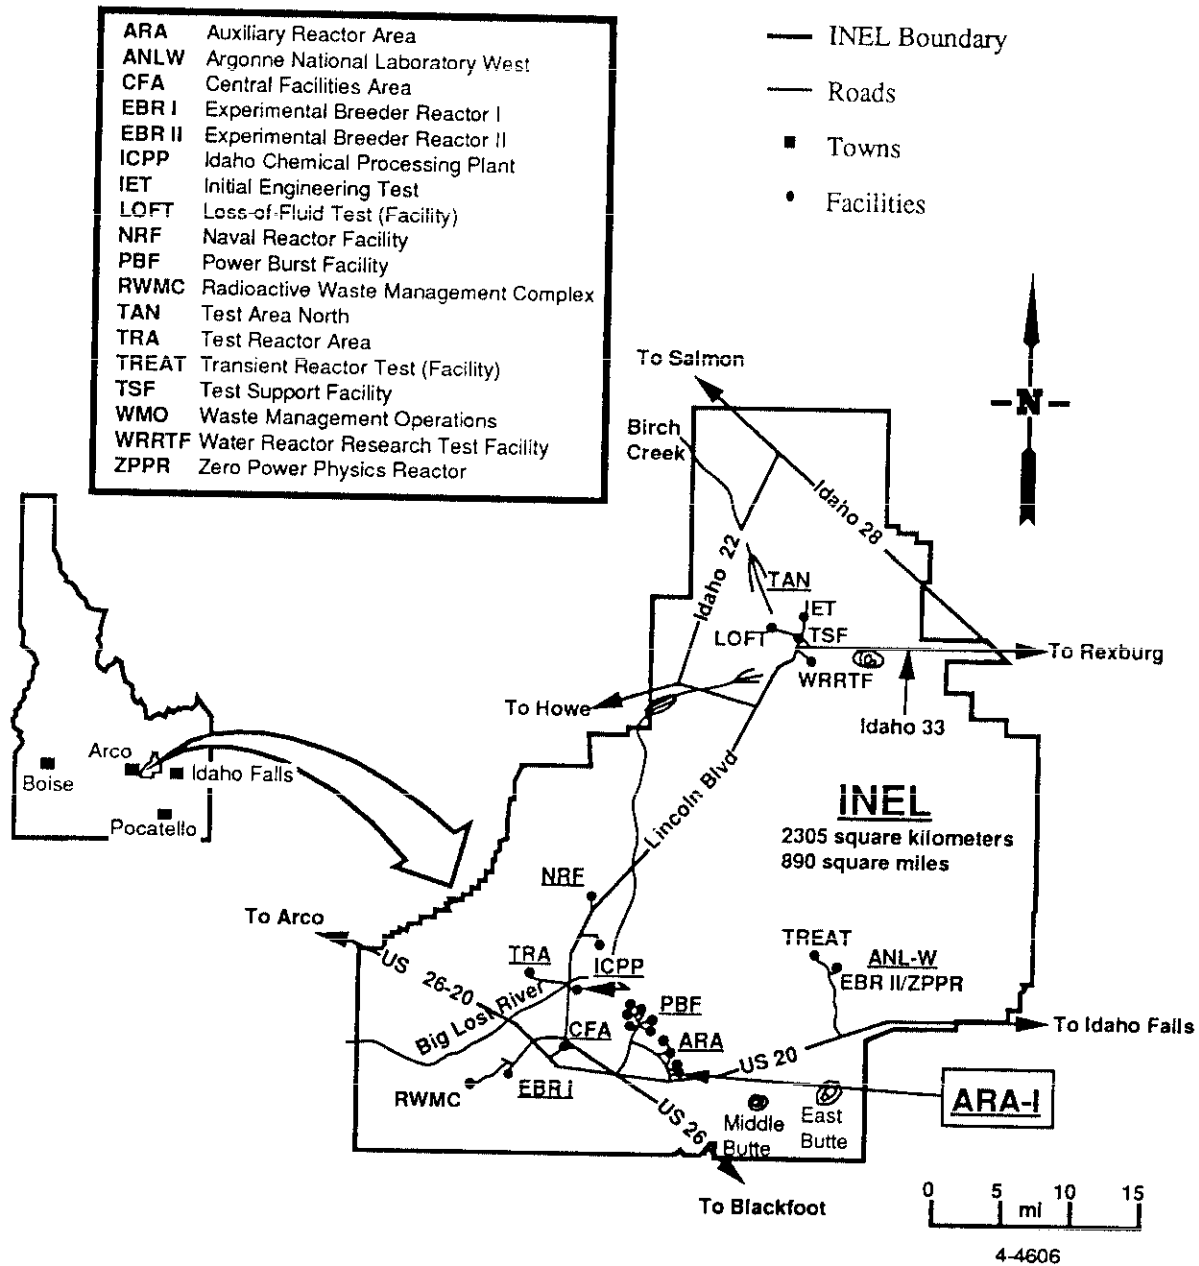 ARA Auxiliary Reactor Area
ANLW Argonne National Laboratory West
CFA Central Facilities Area
EBR I Experimental Breeder Reactor I
EBR II Experimental Breeder Reactor II
ICPP Idaho Chemical Processing Plant
IET Initial Engineering Test
LOFT Loss-of-Fluid Test (Facility)
NRF Naval Reactor Facility
PBF Power Burst Facility
RWMC Radioactive Waste Management Complex
TAN Test Area North
TRA Test Reactor Area
TREAT Transient Reactor Test (Facility)
TSF Test Support Facility
WMO Waste Management Operations
WRRTF Water Reactor Research Test Facility
ZPPR Zero Power Physics Reactor
INEL Boundary
Roads
Towns
Facilities
N
To Salmon
Birch
Creek
Idaho 28
Idaho 22
TAN
IET
LOFT
TSF
WRRTF
To Rexburg
Idaho 33
To Howe
Lincoln Blvd
Boise
Arco
Idaho Falls
Pocatello
INEL
2305 square kilometers
890 square miles
NRF
To Arco
US 26-20
TRA
ICPP
Big Lost River
PBF
CFA
ARA
TREAT
ANL-W
EBR II/ZPPR
To Idaho Falls
US 20
RWMC
EBR I
US 26
Middle
Butte
East
Butte
ARA-I
To Blackfoot
0 5 10 15
mi
4-4606